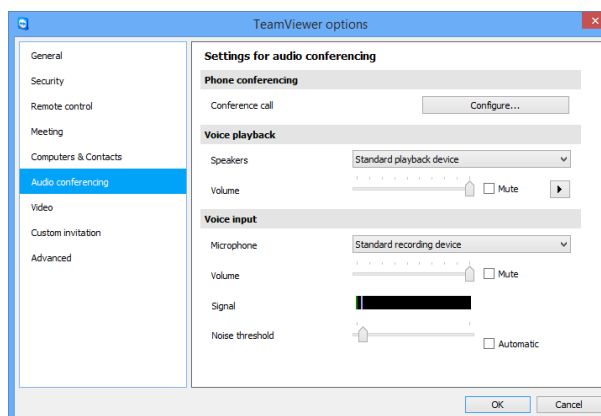 TeamViewer options
General
Security
Remote control
Meeting
Computers & Contacts
Audio conferencing
Video
Custom invitation
Advanced
Settings for audio conferencing
Phone conferencing
Conference call Configure...
Voice playback
Speakers Standard playback device
Volume Mute
Voice input
Microphone Standard recording device
Volume Mute
Signal
Noise threshold Automatic
OK Cancel